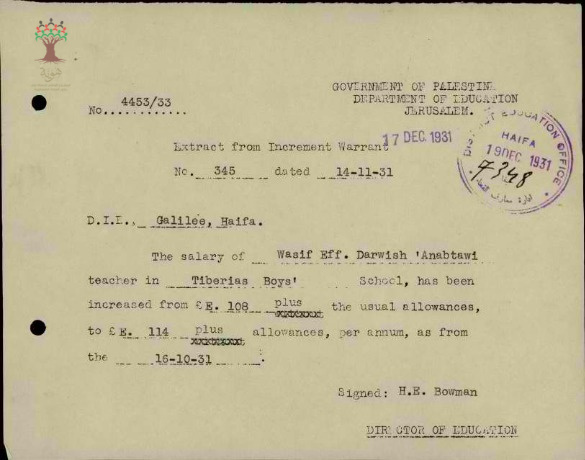 GOVERNMENT OF PALESTINE
DEPARTMENT OF EDUCATION
JERUSALEM.
No. 4453/33
17 DEC. 1931
DISTRICT EDUCATION OFFICE
HAIFA
19 DEC. 1931
7348
Extract from Increment Warrant
No. 345 dated 14-11-31
D.I.E., Galilee, Haifa.
The salary of Wasif Eff. Darwish 'Anabtawi
teacher in Tiberias Boys' School, has been
increased from £E. 108 plus the usual allowances,
to £E. 114 plus allowances, per annum, as from
the 16-10-31.
Signed: H.E. Bowman
DIRECTOR OF EDUCATION